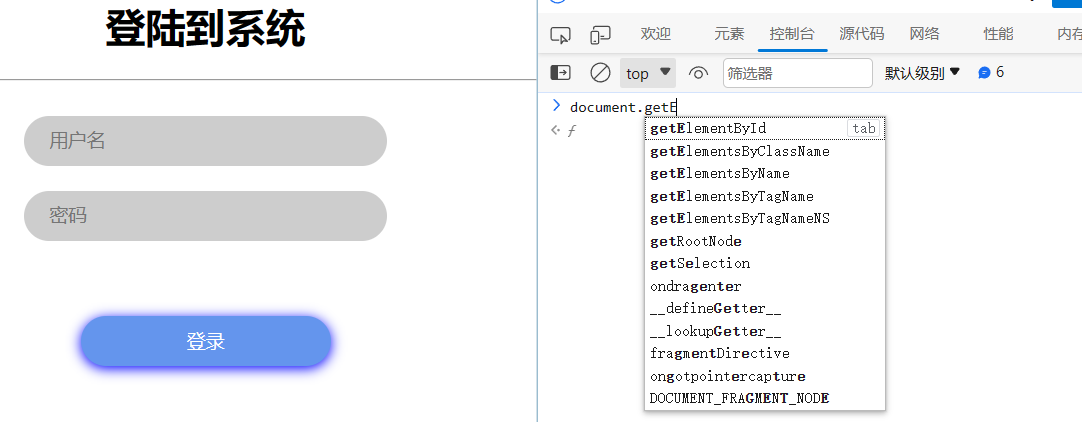 登陆到系统
用户名
密码
登录
欢迎 元素 控制台 源代码 网络 性能 内存
top 筛选器 默认级别 6
document.getE
f
getElementById tab
getElementsByClassName
getElementsByName
getElementsByTagName
getElementsByTagNameNS
getRootNode
getSelection
ondragenter
__defineGetter__
__lookupGetter__
fragmentDirective
ongotpointercapture
DOCUMENT_FRAGMENT_NODE